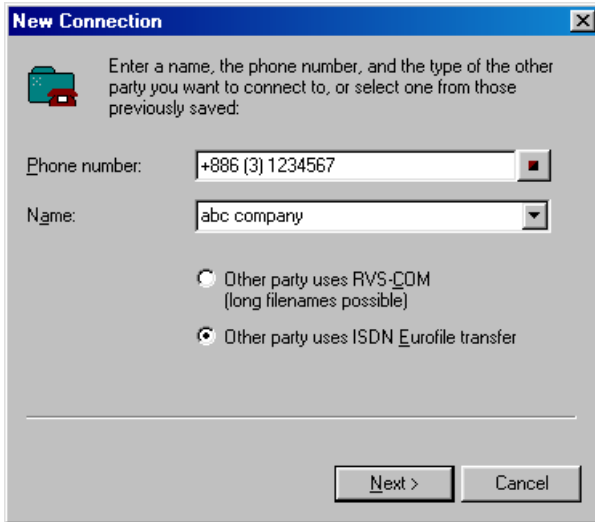 New Connection
Enter a name, the phone number, and the type of the other
party you want to connect to, or select one from those
previously saved:
Phone number:
+886 (3) 1234567
Name:
abc company
Other party uses RVS-COM
(long filenames possible)
Other party uses ISDN Eurofile transfer
Next >
Cancel